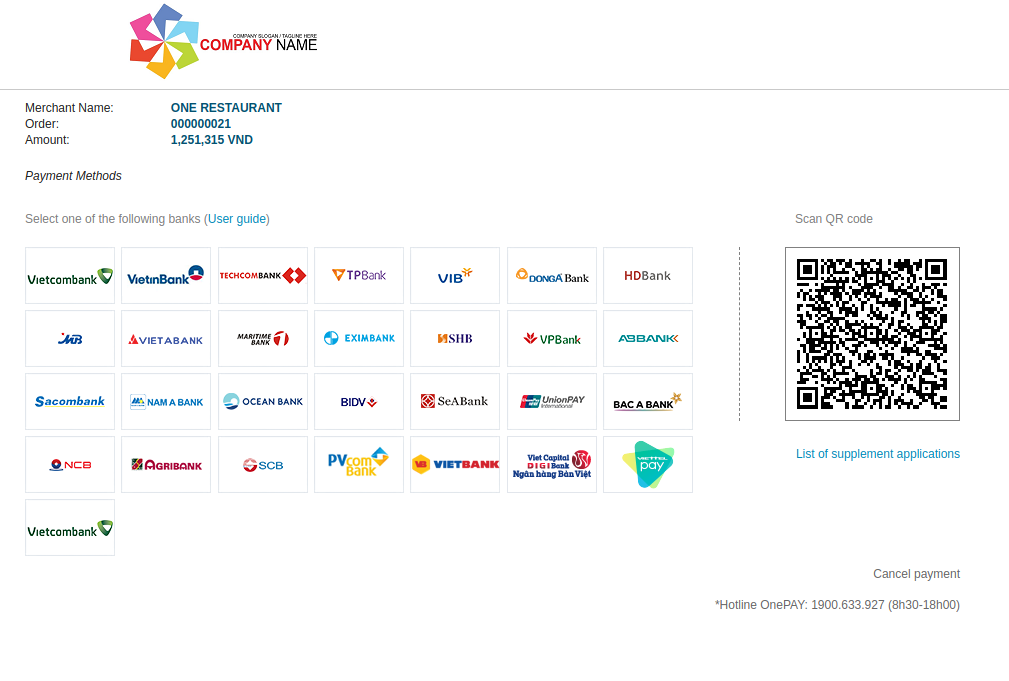 COMPANY SLOGAN / TAGLINE HERE
COMPANY NAME
Merchant Name: ONE RESTAURANT
Order: 000000021
Amount: 1,251,315 VND
Payment Methods
Select one of the following banks (User guide)
Scan QR code
Vietcombank
VietinBank
TECHCOMBANK
TPBank
VIB
DONGA Bank
HDBank
MB
VIETABANK
MARITIME BANK
EXIMBANK
SHB
VPBank
ABBANK
Sacombank
NAM A BANK
OCEAN BANK
BIDV
SeABank
UnionPay
UnionPAY
International
BAC A BANK
NCB
AGRIBANK
SCB
PVcom
Bank
VB VIETBANK
Viet Capital
DIGIBank
Ngân hàng Bản Việt
VIETTEL
pay
Vietcombank
List of supplement applications
Cancel payment
*Hotline OnePAY: 1900.633.927 (8h30-18h00)